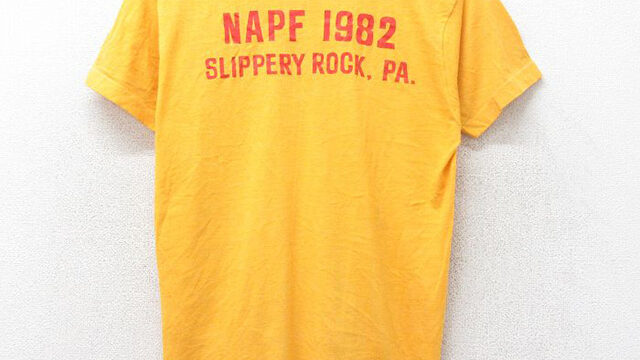 NAPF 1982
SLIPPERY ROCK, PA.